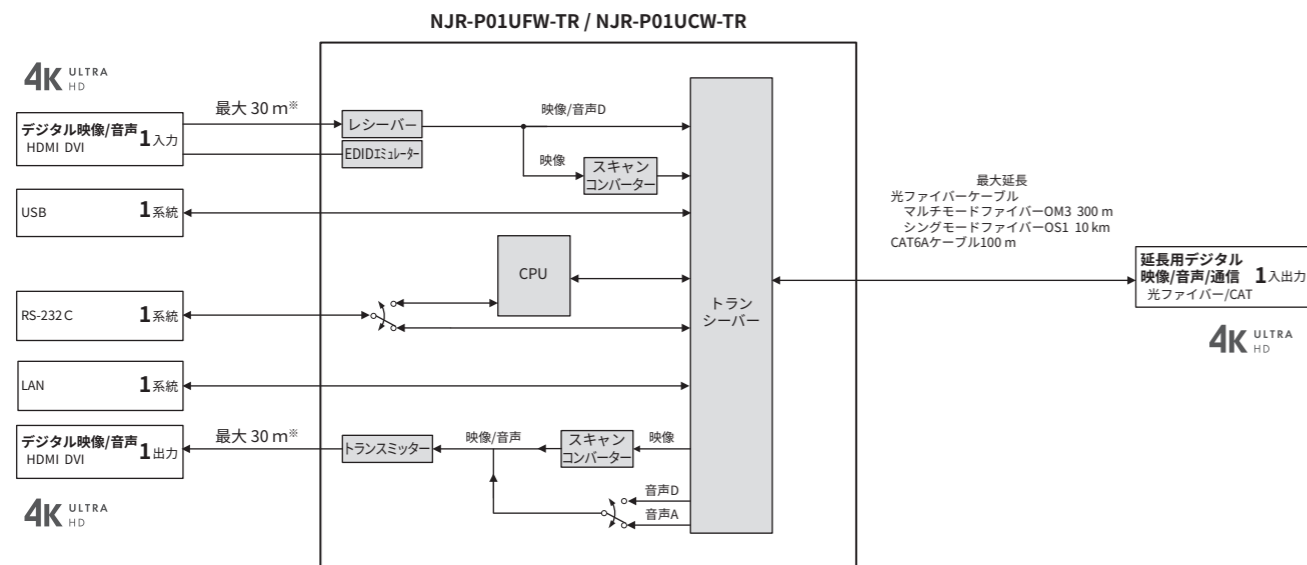 NJR-P01UFW-TR / NJR-P01UCW-TR
4K ULTRA HD
デジタル映像/音声 1入力
HDMI DVI
最大 30 m※
レシーバー
EDIDエミュレーター
映像/音声D
映像
スキャン
コンバーター
USB 1系統
CPU
RS-232C 1系統
トラン
シーバー
最大延長
光ファイバーケーブル
マルチモードファイバーOM3 300 m
シングモードファイバーOS1 10 km
CAT6Aケーブル100 m
延長用デジタル
映像/音声/通信 1入出力
光ファイバー/CAT
4K ULTRA HD
LAN 1系統
デジタル映像/音声 1出力
HDMI DVI
最大 30 m※
トランスミッター
映像/音声
スキャン
コンバーター
映像
音声D
音声A
4K ULTRA HD